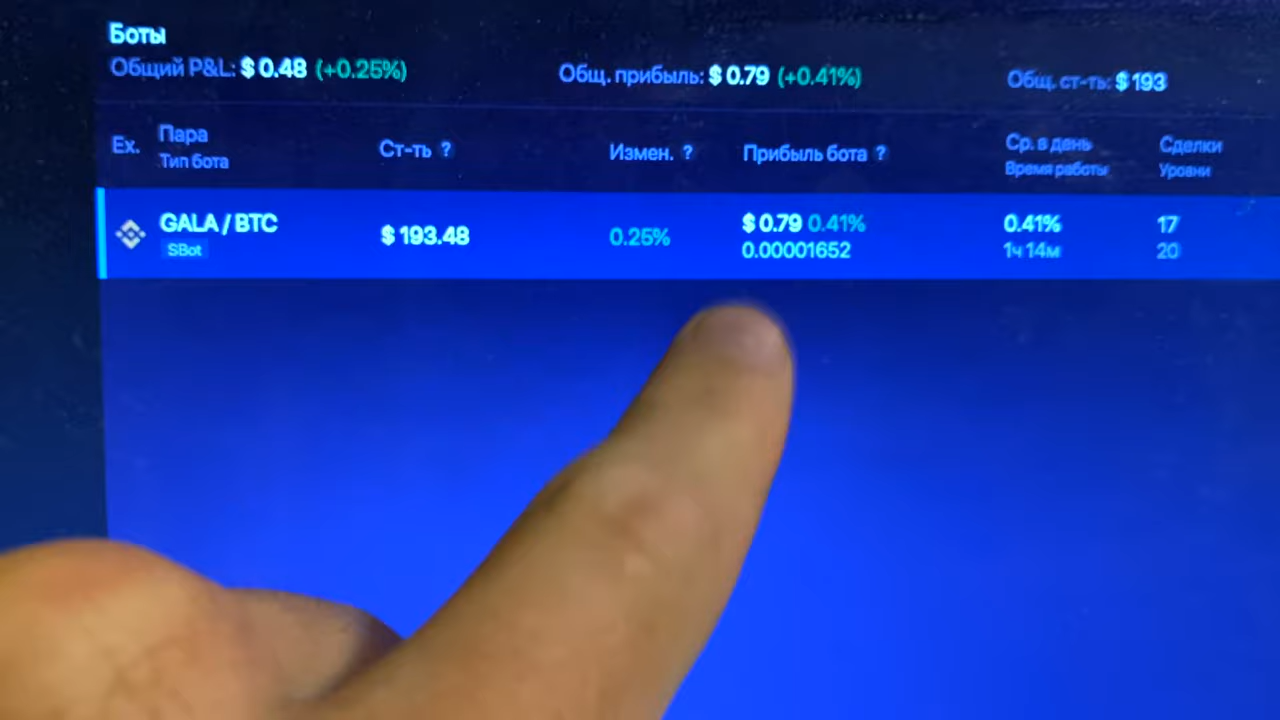 Боты
Общий P&L: $ 0.48 (+0.25%) Общ. прибыль: $ 0.79 (+0.41%) Общ. ст-ть: $ 193
Ex. Пара Ст-ть ? Измен. ? Прибыль бота ? Ср. в день Сделки
Тип бота Время работы Уровни
GALA / BTC $ 193.48 0.25% $ 0.79 0.41% 0.41% 17
SBot 0.00001652 1ч 14м 20